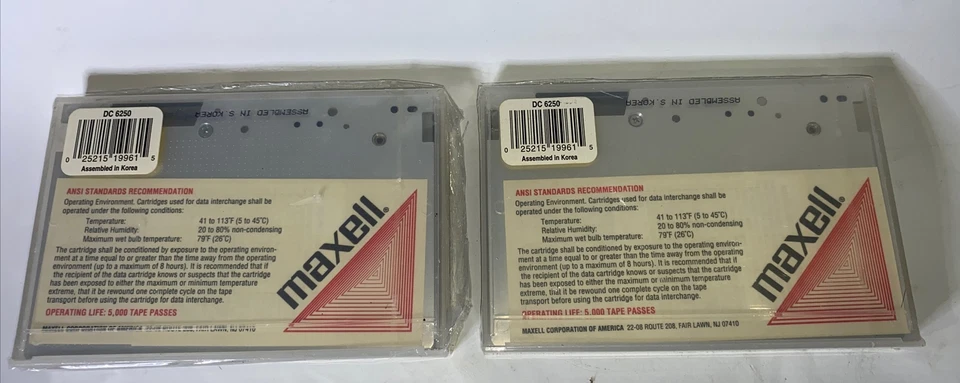 DC 6250
0 25215 19961 5
Assembled in Korea
ASSEMBLED IN S. KOREA
ANSI STANDARDS RECOMMENDATION
Operating Environment. Cartridges used for data interchange shall be
operated under the following conditions:
Temperature: 41 to 113°F (5 to 45°C)
Relative Humidity: 20 to 80% non-condensing
Maximum wet bulb temperature: 79°F (26°C)
The cartridge shall be conditioned by exposure to the operating environ-
ment at a time equal to or greater than the time away from the operating
environment (up to a maximum of 8 hours). It is recommended that if
the recipient of the data cartridge knows or suspects that the cartridge
has been exposed to either the maximum or minimum temperature
extreme, that it be rewound one complete cycle on the tape
transport before using the cartridge for data interchange.
OPERATING LIFE: 5,000 TAPE PASSES
MAXELL CORPORATION OF AMERICA 22-08 ROUTE 208, FAIR LAWN, NJ 07410
maxell®
DC 6250
0 25215 19961 5
Assembled in Korea
ASSEMBLED IN S. KOREA
ANSI STANDARDS RECOMMENDATION
Operating Environment. Cartridges used for data interchange shall be
operated under the following conditions:
Temperature: 41 to 113°F (5 to 45°C)
Relative Humidity: 20 to 80% non-condensing
Maximum wet bulb temperature: 79°F (26°C)
The cartridge shall be conditioned by exposure to the operating environ-
ment at a time equal to or greater than the time away from the operating
environment (up to a maximum of 8 hours). It is recommended that if
the recipient of the data cartridge knows or suspects that the cartridge
has been exposed to either the maximum or minimum temperature
extreme, that it be rewound one complete cycle on the tape
transport before using the cartridge for data interchange.
OPERATING LIFE: 5,000 TAPE PASSES
MAXELL CORPORATION OF AMERICA 22-08 ROUTE 208, FAIR LAWN, NJ 07410
maxell®